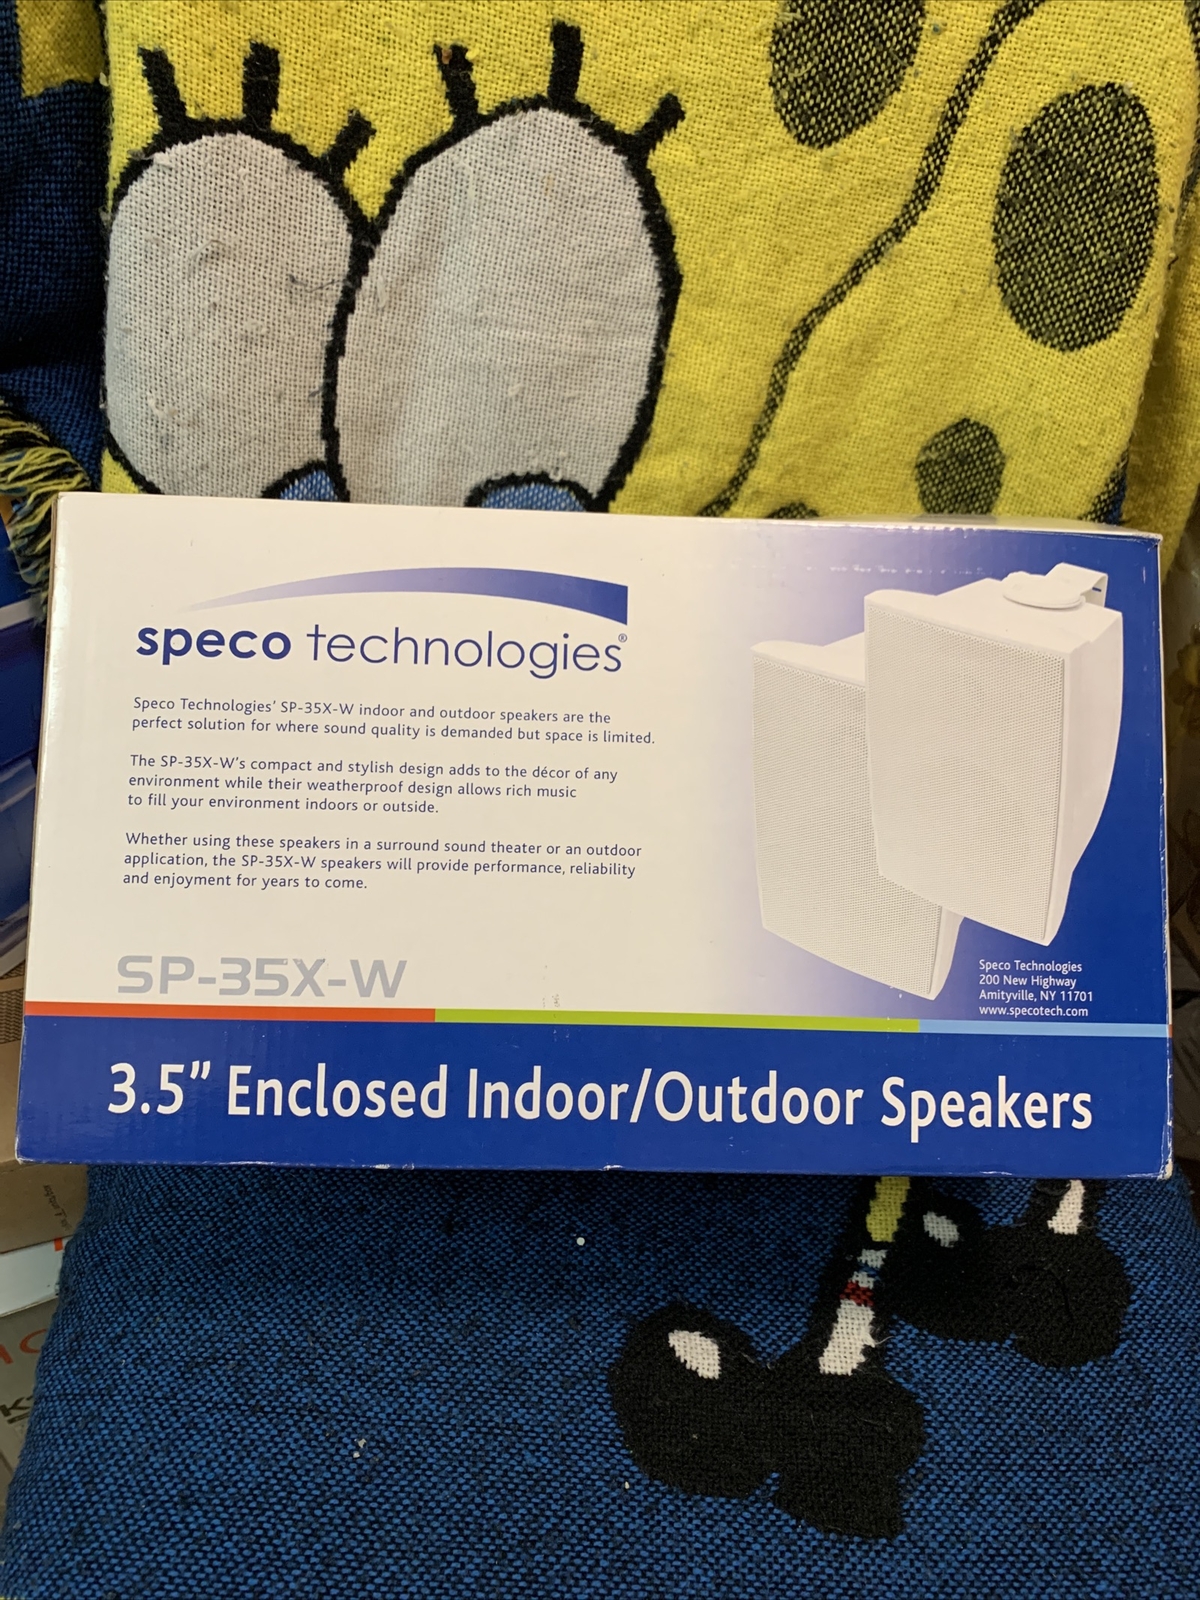 speco technologies®
Speco Technologies' SP-35X-W indoor and outdoor speakers are the
perfect solution for where sound quality is demanded but space is limited.
The SP-35X-W's compact and stylish design adds to the décor of any
environment while their weatherproof design allows rich music
to fill your environment indoors or outside.
Whether using these speakers in a surround sound theater or an outdoor
application, the SP-35X-W speakers will provide performance, reliability
and enjoyment for years to come.
SP-35X-W
Speco Technologies
200 New Highway
Amityville, NY 11701
www.specotech.com
3.5" Enclosed Indoor/Outdoor Speakers